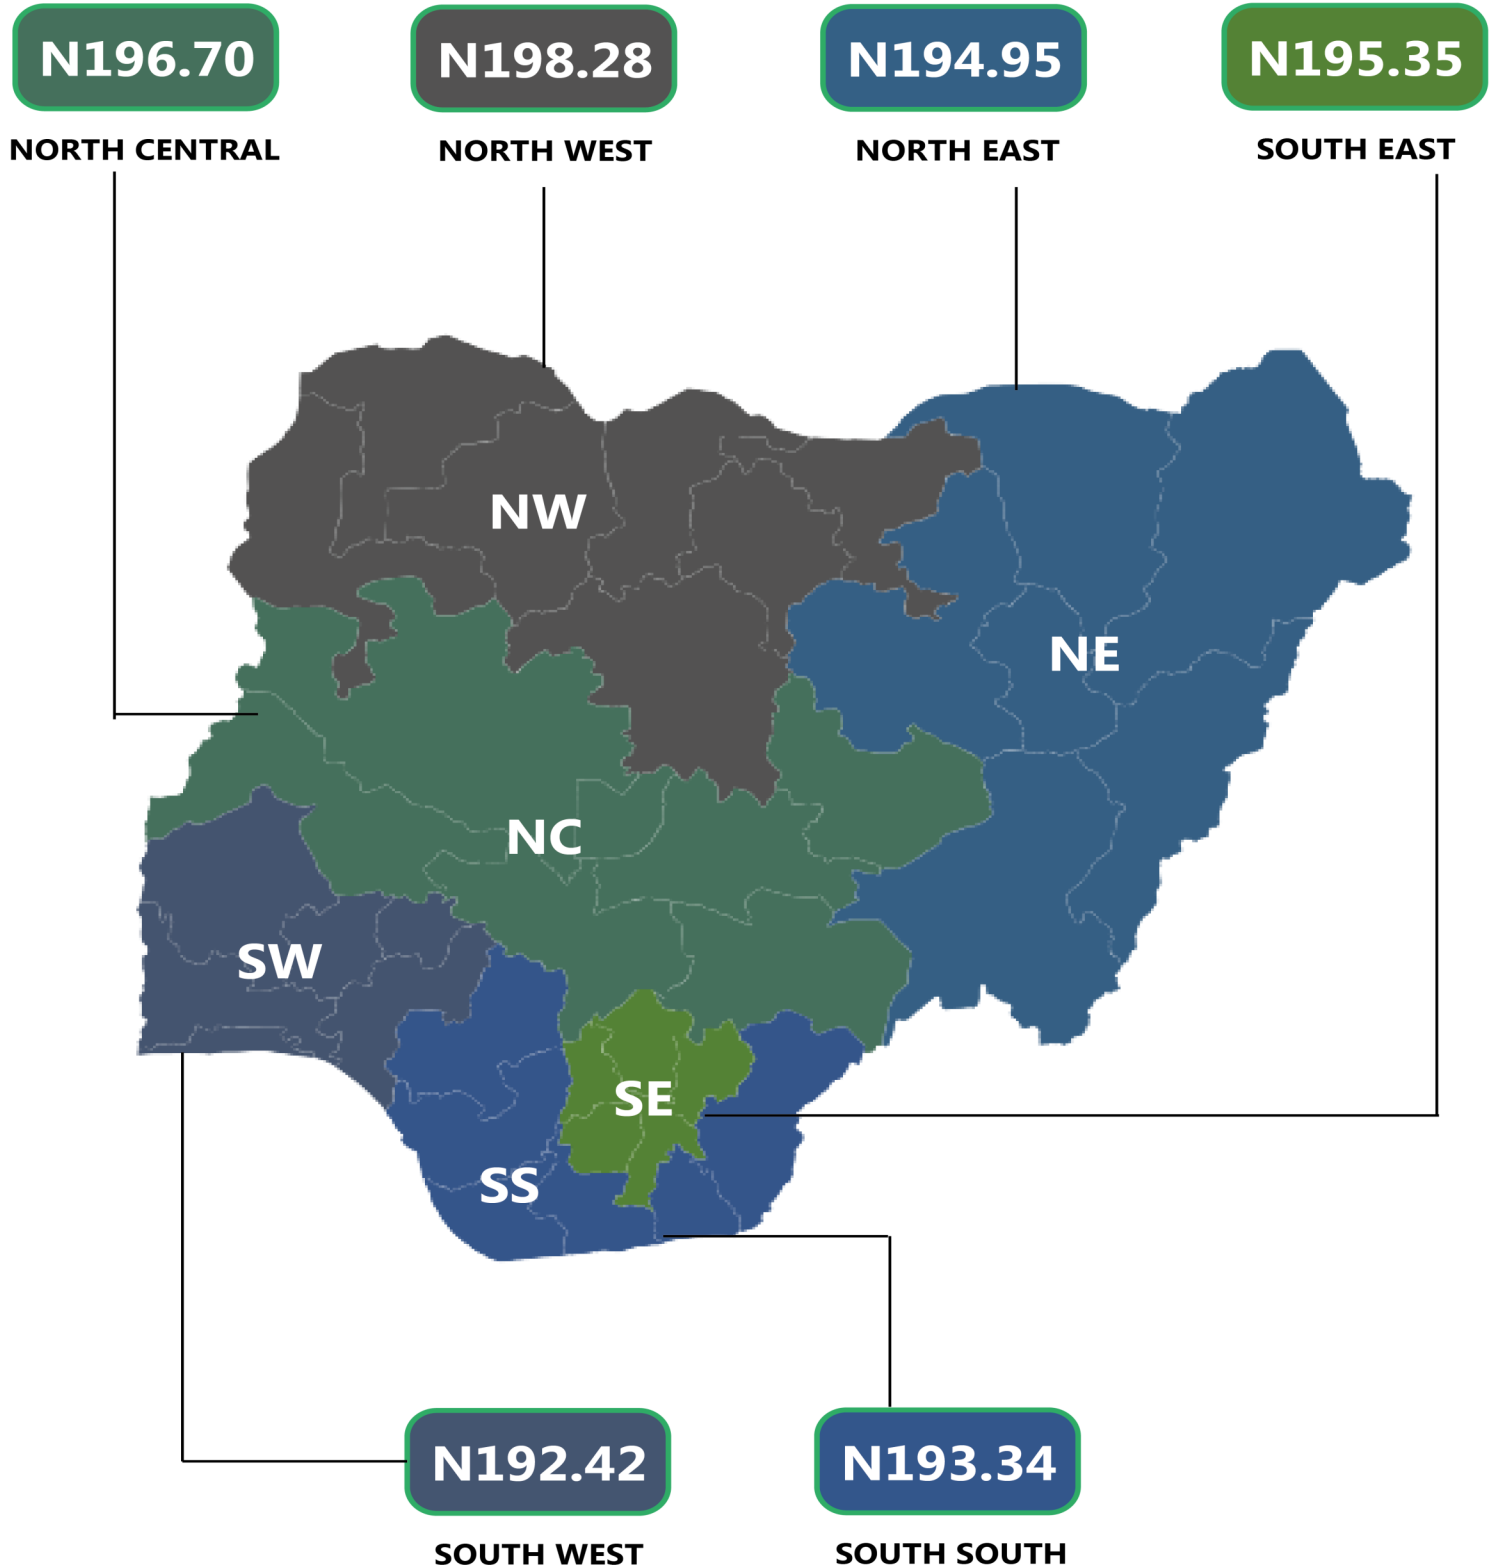 N196.70
N198.28
N194.95
N195.35
NORTH CENTRAL
NORTH WEST
NORTH EAST
SOUTH EAST
NW
NE
NC
SW
SE
SS
N192.42
N193.34
SOUTH WEST
SOUTH SOUTH